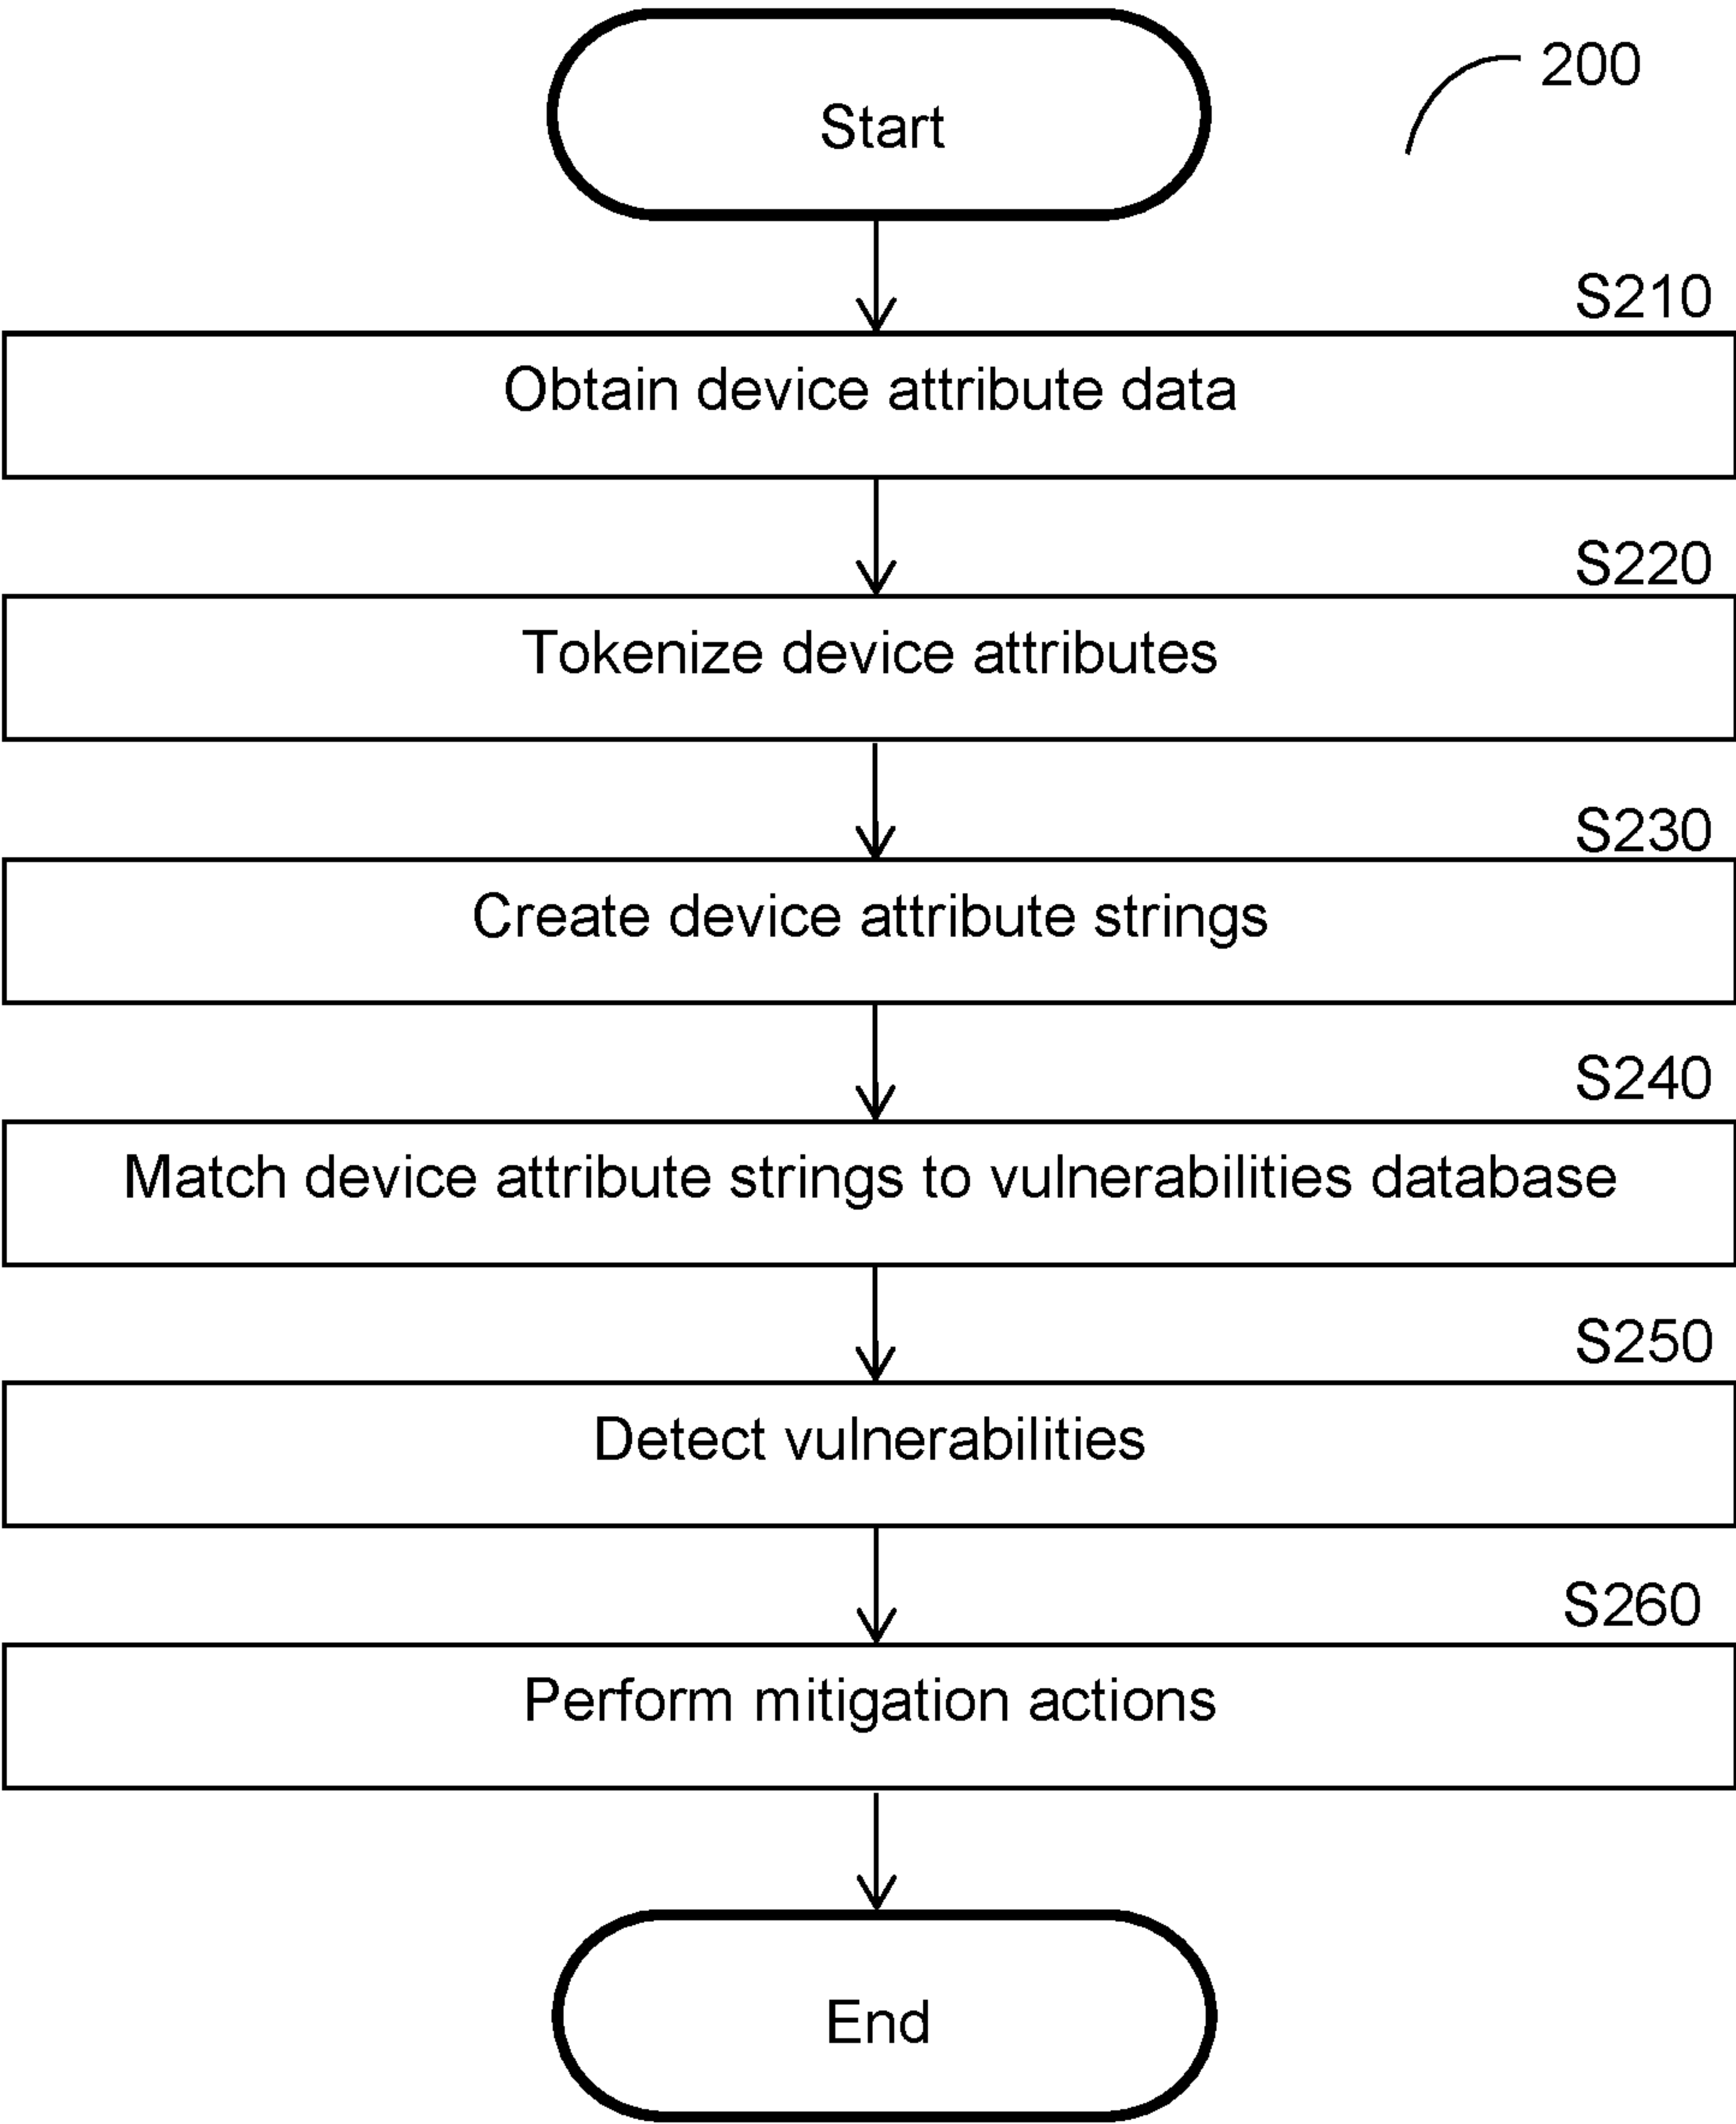 Start
200
S210
Obtain device attribute data
S220
Tokenize device attributes
S230
Create device attribute strings
S240
Match device attribute strings to vulnerabilities database
S250
Detect vulnerabilities
S260
Perform mitigation actions
End